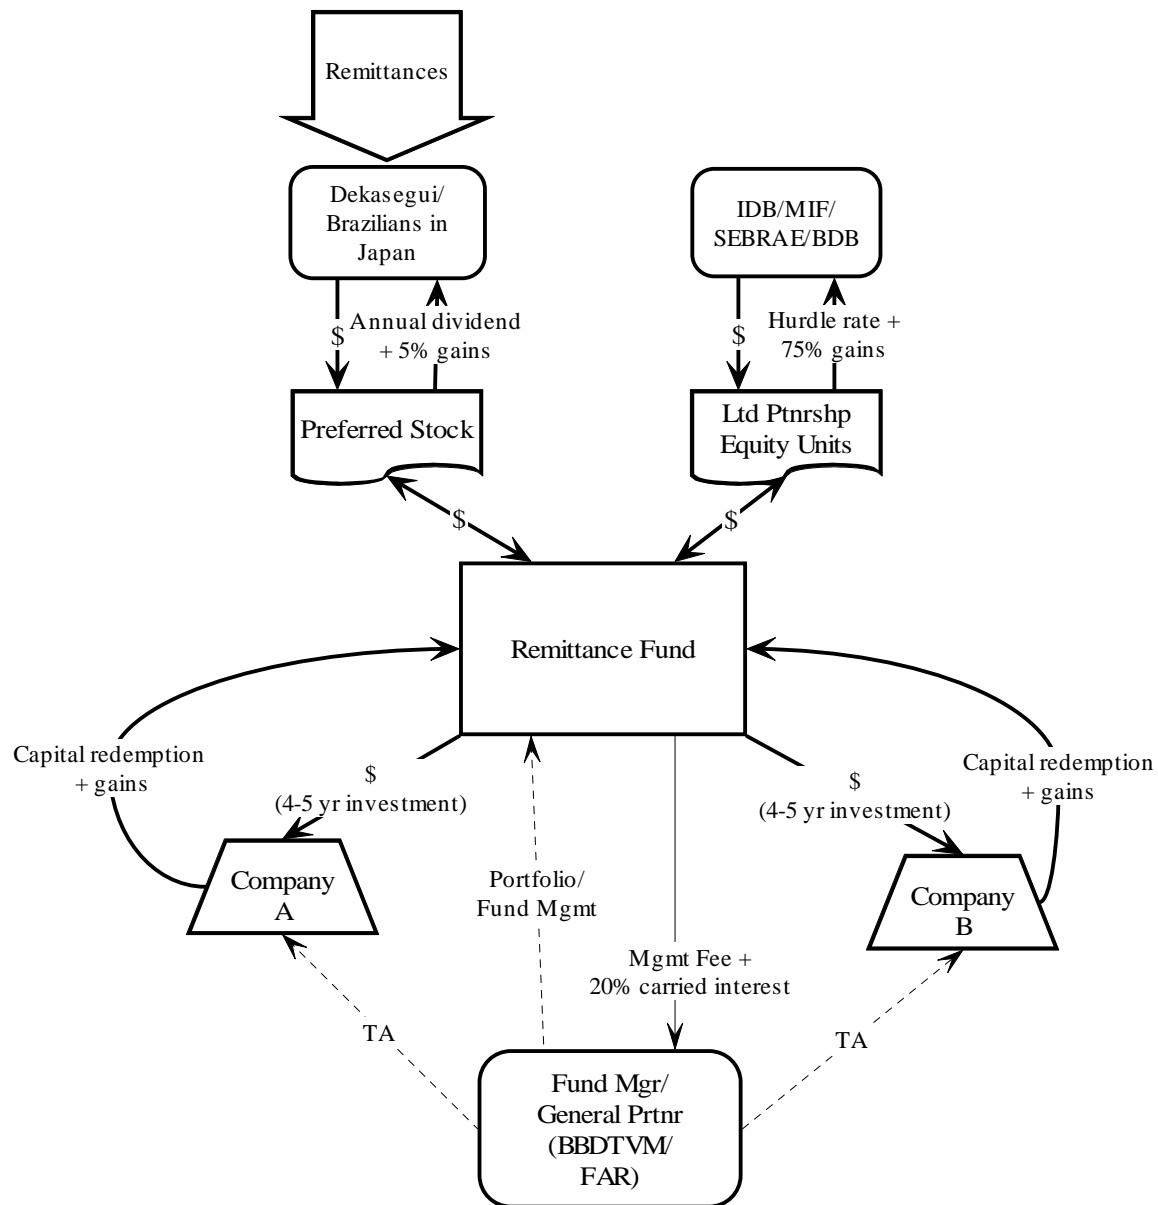 Remittances
Dekasegui/
Brazilians in
Japan
IDB/MIF/
SEBRAE/BDB
$
Annual dividend
+ 5% gains
$
Hurdle rate +
75% gains
Preferred Stock
Ltd Ptnrshp
Equity Units
$
$
Remittance Fund
Capital redemption
+ gains
$
(4-5 yr investment)
$
(4-5 yr investment)
Capital redemption
+ gains
Company
A
Portfolio/
Fund Mgmt
Company
B
Mgmt Fee +
20% carried interest
TA
TA
Fund Mgr/
General Prtnr
(BBDTVM/
FAR)